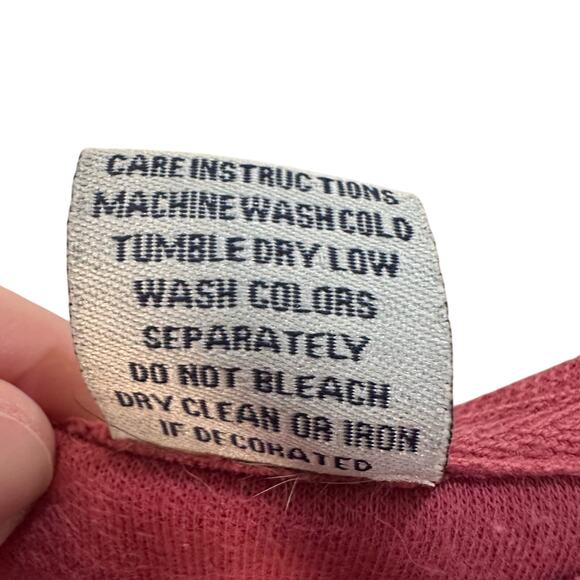 CARE INSTRUCTIONS
MACHINE WASH COLD
TUMBLE DRY LOW
WASH COLORS
SEPARATELY
DO NOT BLEACH
DRY CLEAN OR IRON
IF DECORATED